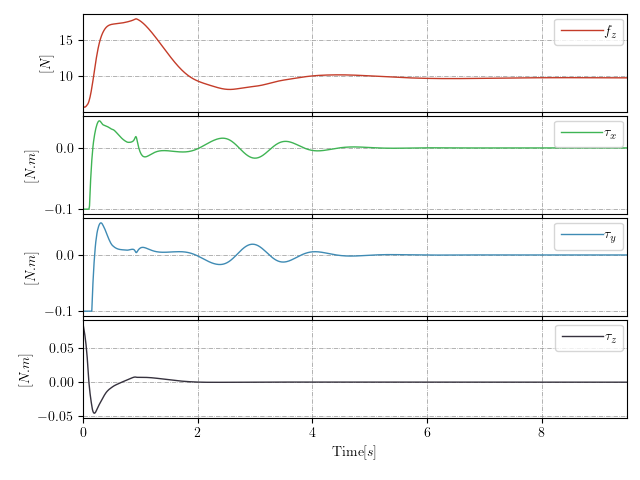 15
10
[N]
f_z
0.0
−0.1
[N.m]
τ_x
0.0
−0.1
[N.m]
τ_y
0.05
0.00
−0.05
[N.m]
τ_z
0 2 4 6 8
Time[s]